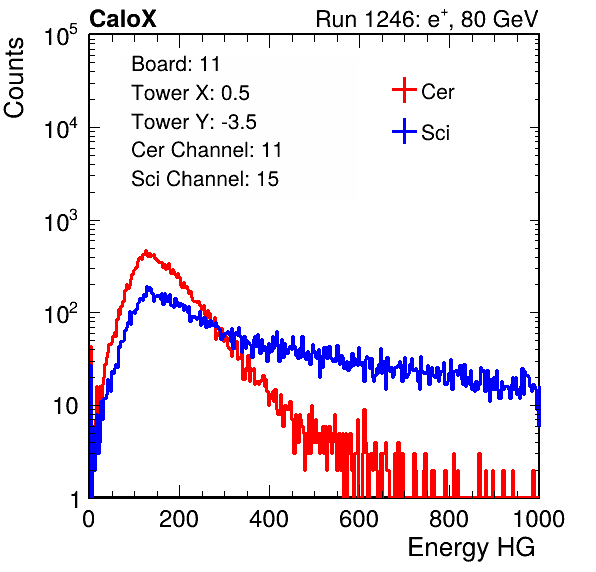 CaloX Run 1246: e⁺, 80 GeV
Counts
Board: 11
Tower X: 0.5
Tower Y: -3.5
Cer Channel: 11
Sci Channel: 15
Cer
Sci
10⁵
10⁴
10³
10²
10
1
0 200 400 600 800 1000
Energy HG